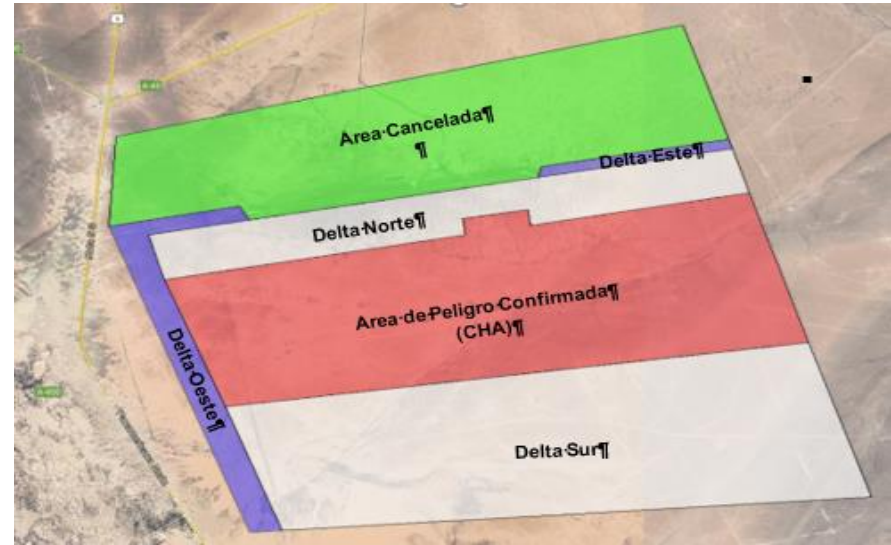 Area·Cancelada¶
¶
Delta·Este¶
Delta·Norte¶
Area·de·Peligro·Confirmada¶
(CHA)¶
Delta·Oeste¶
Delta·Sur¶